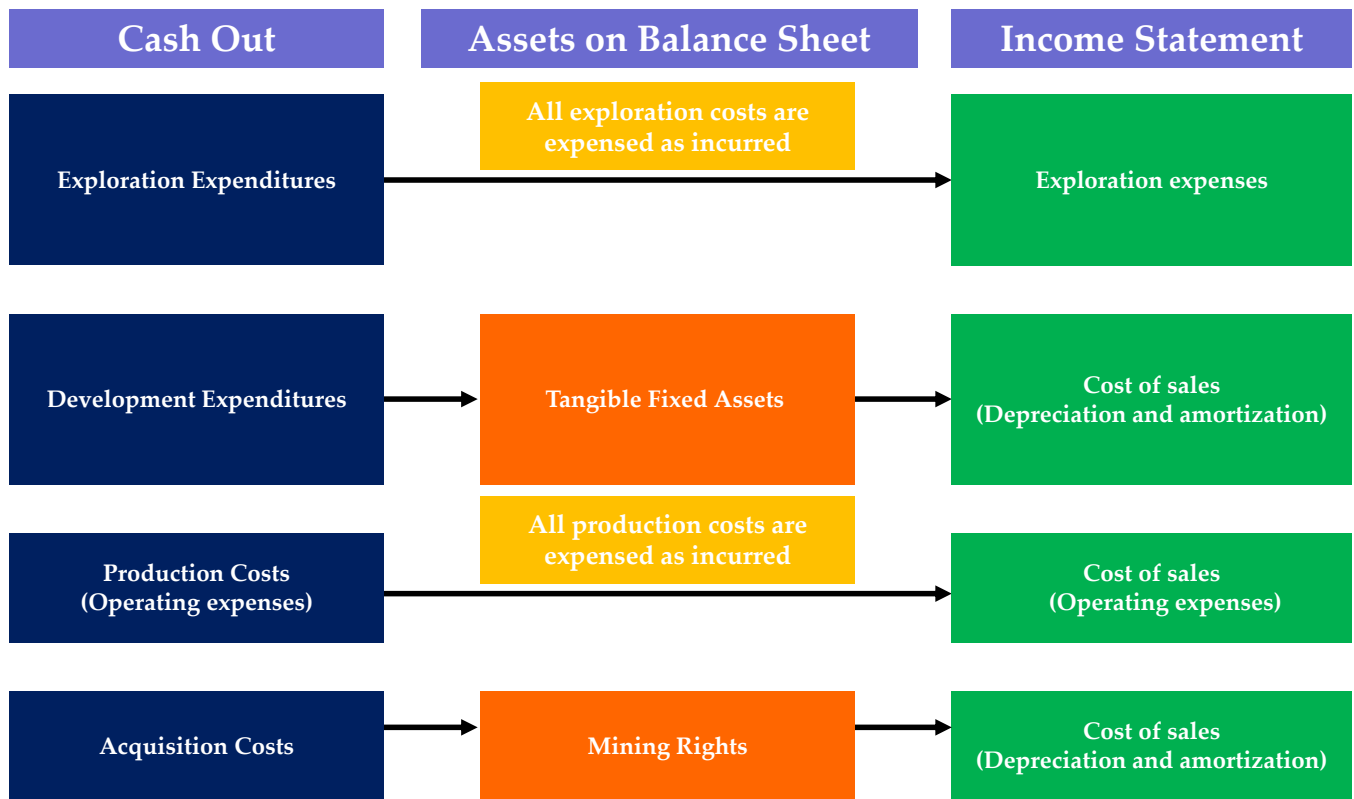 Cash Out
Assets on Balance Sheet
Income Statement
All exploration costs are
expensed as incurred
Exploration Expenditures
Exploration expenses
Development Expenditures
Tangible Fixed Assets
Cost of sales
(Depreciation and amortization)
All production costs are
expensed as incurred
Production Costs
(Operating expenses)
Cost of sales
(Operating expenses)
Acquisition Costs
Mining Rights
Cost of sales
(Depreciation and amortization)